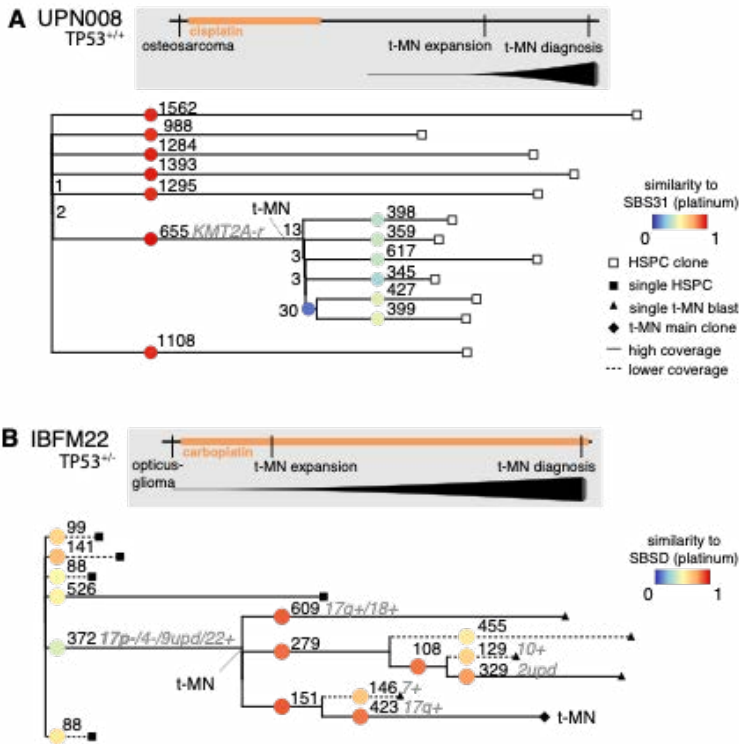 A UPN008
TP53+/+
cisplatin
osteosarcoma
t-MN expansion
t-MN diagnosis
1562
988
1284
1393
1295
1
2
t-MN
655 KMT2A-r
13
398
359
3
617
3
345
427
30
399
1108
similarity to
SBS31 (platinum)
0 1
HSPC clone
single HSPC
single t-MN blast
t-MN main clone
high coverage
lower coverage
B IBFM22
TP53+/-
carboplatin
opticus-
glioma
t-MN expansion
t-MN diagnosis
99
141
88
526
372 17p-/4-/9upd/22+
t-MN
609 17q+/18+
279
455
108
129 10+
329 2upd
151
146 7+
423 17q+
t-MN
88
similarity to
SBSD (platinum)
0 1